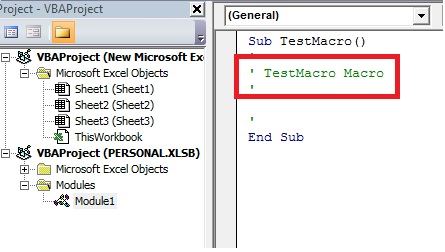 Project - VBAProject
VBAProject (New Microsoft Exc
Microsoft Excel Objects
Sheet1 (Sheet1)
Sheet2 (Sheet2)
Sheet3 (Sheet3)
ThisWorkbook
VBAProject (PERSONAL.XLSB)
Microsoft Excel Objects
Modules
Module1
(General)
Sub TestMacro()
'
' TestMacro Macro
'

'
End Sub